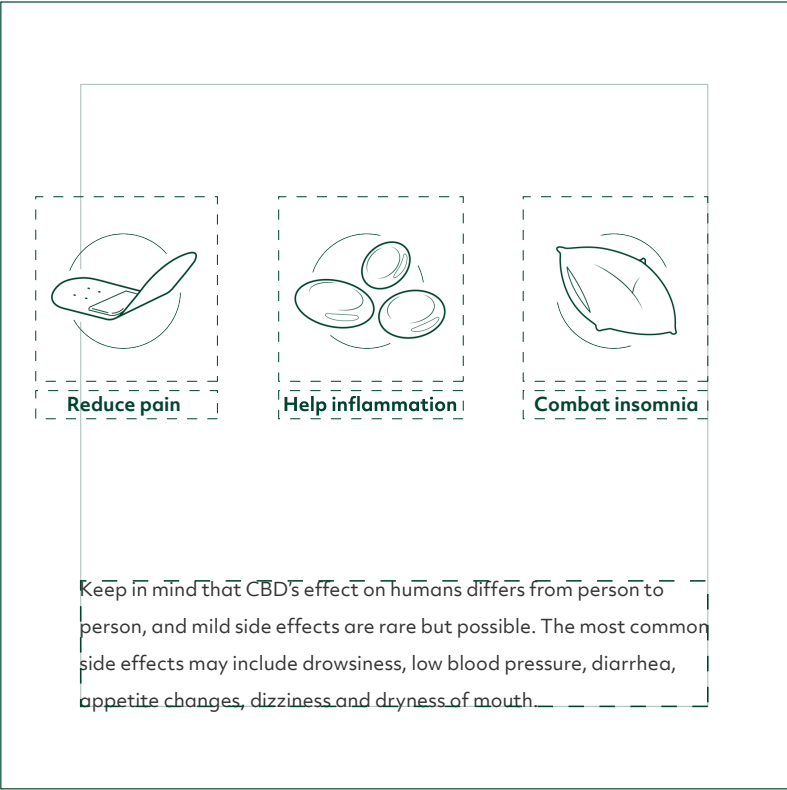 Reduce pain
Help inflammation
Combat insomnia
Keep in mind that CBD’s effect on humans differs from person to
person, and mild side effects are rare but possible. The most common
side effects may include drowsiness, low blood pressure, diarrhea,
appetite changes, dizziness and dryness of mouth.